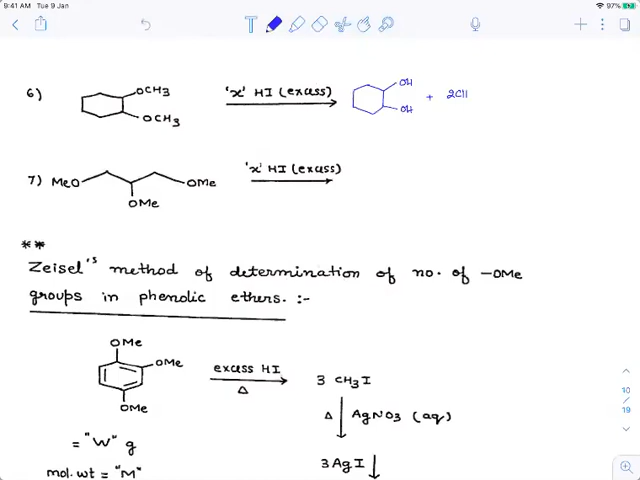 9:41 AM Tue 9 Jan
97%
T
6)
OCH3
OCH3
'x' HI (excess)
OH
OH
+ 2CH
7) MeO
OMe
OMe
'x' HI (excess)
**
Zeisel's method of determination of no. of -OMe
groups in phenolic ethers. :-
OMe
OMe
OMe
excess HI
Δ
3 CH3I
Δ
AgNO3 (aq)
= "W" g
3 AgI ↓
mol. wt = "M"
10
/
19